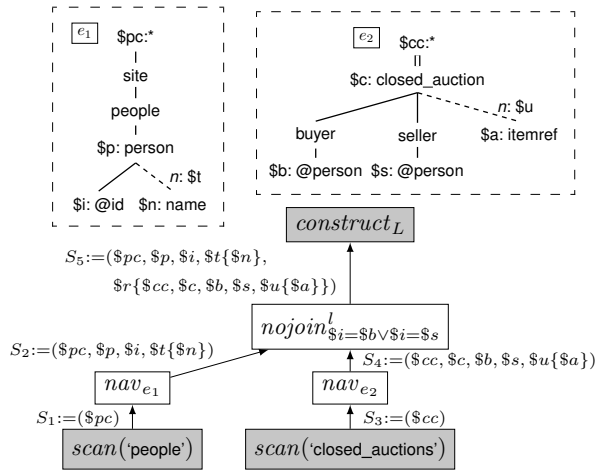 e₁
$pc:*
site
people
$p: person
n: $t
$i: @id $n: name
e₂
$cc:*
$c: closed_auction
n: $u
buyer seller $a: itemref
$b: @person $s: @person
construct_L
S₅:=($pc, $p, $i, $t{$n},
$r{$cc, $c, $b, $s, $u{$a}})
nojoin^l_{$i=$b∨$i=$s}
S₂:=($pc, $p, $i, $t{$n})
S₄:=($cc, $c, $b, $s, $u{$a})
nav_{e₁} nav_{e₂}
S₁:=($pc) S₃:=($cc)
scan(‘people’) scan(‘closed_auctions’)